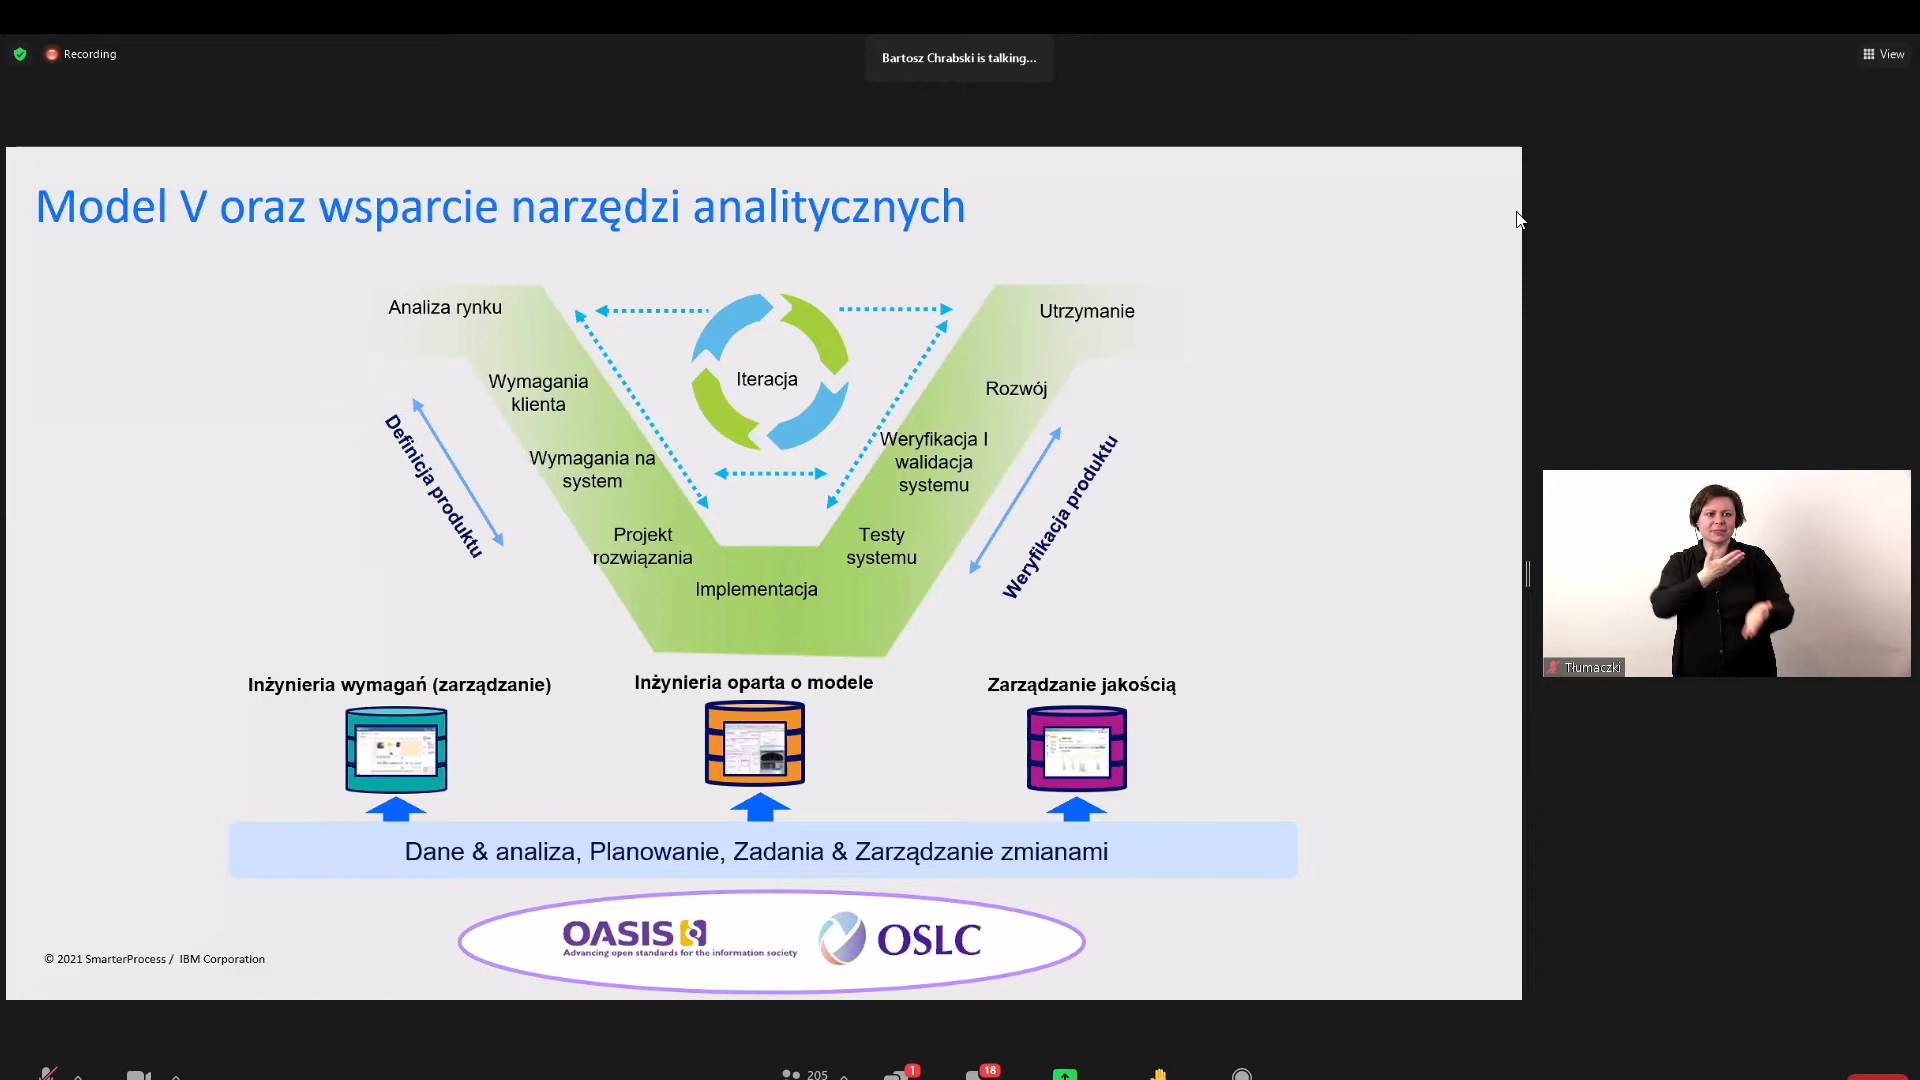 Recording
Bartosz Chrabski is talking...
View
Model V oraz wsparcie narzędzi analitycznych
Analiza rynku
Utrzymanie
Iteracja
Wymagania
klienta
Rozwój
Definicja produktu
Wymagania na
system
Weryfikacja I
walidacja
systemu
Weryfikacja produktu
Projekt
rozwiązania
Testy
systemu
Implementacja
Inżynieria wymagań (zarządzanie)
Inżynieria oparta o modele
Zarządzanie jakością
Dane & analiza, Planowanie, Zadania & Zarządzanie zmianami
OASIS
Advancing open standards for the information society
OSLC
© 2021 SmarterProcess / IBM Corporation
Tłumaczki
205
1
18